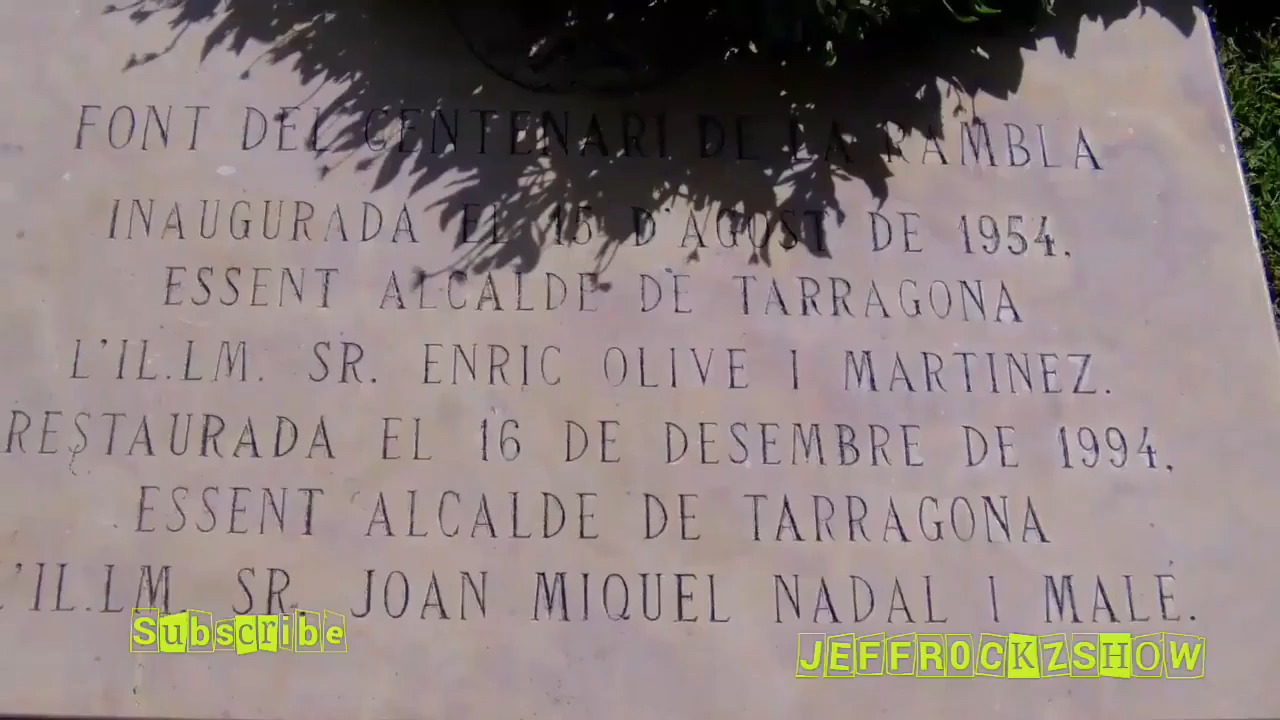 FONT DEL CENTENARI DE LA RAMBLA
INAUGURADA EL 15 D'AGOST DE 1954.
ESSENT ALCALDE DE TARRAGONA
L'IL.LM. SR. ENRIC OLIVE I MARTINEZ.
RESTAURADA EL 16 DE DESEMBRE DE 1994.
ESSENT ALCALDE DE TARRAGONA
L'IL.LM. SR. JOAN MIQUEL NADAL I MALÉ.
Subscribe
JEFFROCKZSHOW